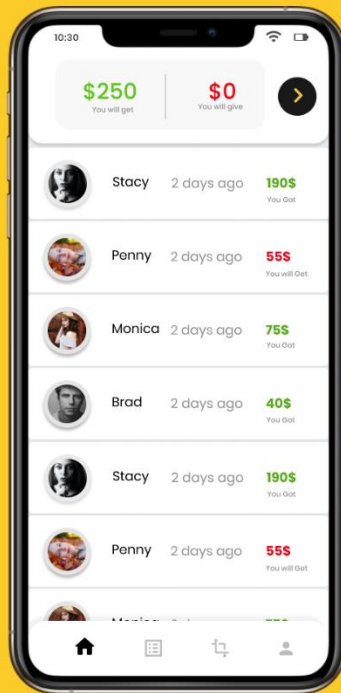 10:30
$250 $0
You will get You will give
Stacy 2 days ago 190$
You Got
Penny 2 days ago 55$
You will Get
Monica 2 days ago 75$
You Got
Brad 2 days ago 40$
You Got
Stacy 2 days ago 190$
You Got
Penny 2 days ago 55$
You will Get